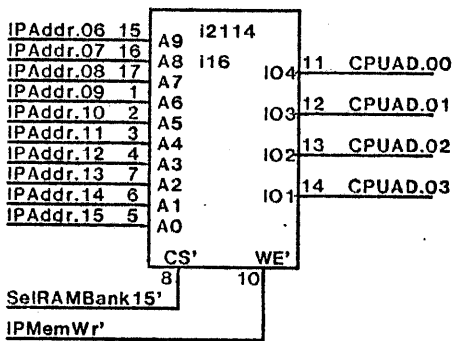 IPAddr.06 15 A9 i2114
IPAddr.07 16 A8 i16 IO4 11 CPUAD.00
IPAddr.08 17 A7
IPAddr.09 1 A6 IO3 12 CPUAD.01
IPAddr.10 2 A5
IPAddr.11 3 A4 IO2 13 CPUAD.02
IPAddr.12 4 A3
IPAddr.13 7 A2 IO1 14 CPUAD.03
IPAddr.14 6 A1
IPAddr.15 5 A0
CS' WE'
8 10
SelRAMBank15'
IPMemWr'